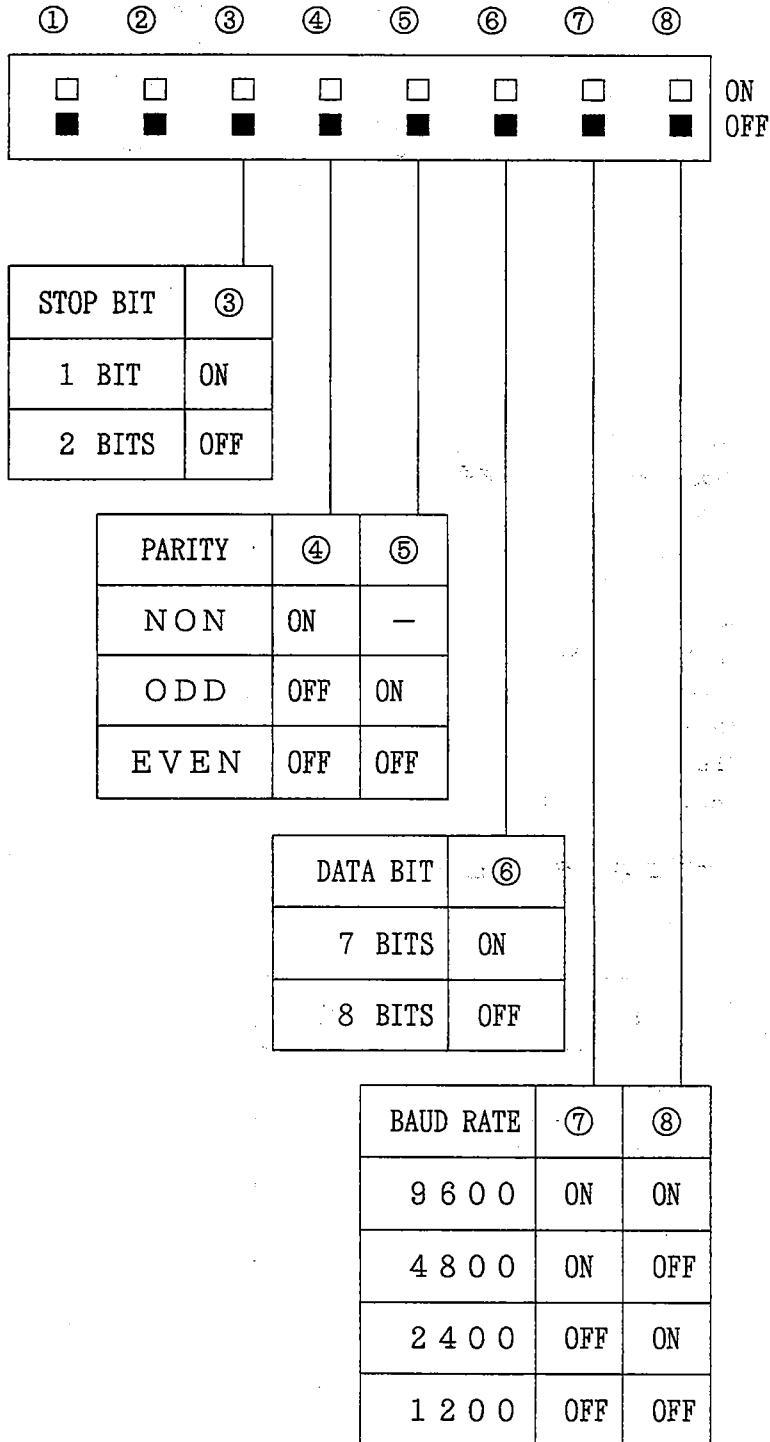 ① ② ③ ④ ⑤ ⑥ ⑦ ⑧
ON
OFF
STOP BIT ③
1 BIT ON
2 BITS OFF
PARITY ④ ⑤
NON ON —
ODD OFF ON
EVEN OFF OFF
DATA BIT ⑥
7 BITS ON
8 BITS OFF
BAUD RATE ⑦ ⑧
9600 ON ON
4800 ON OFF
2400 OFF ON
1200 OFF OFF